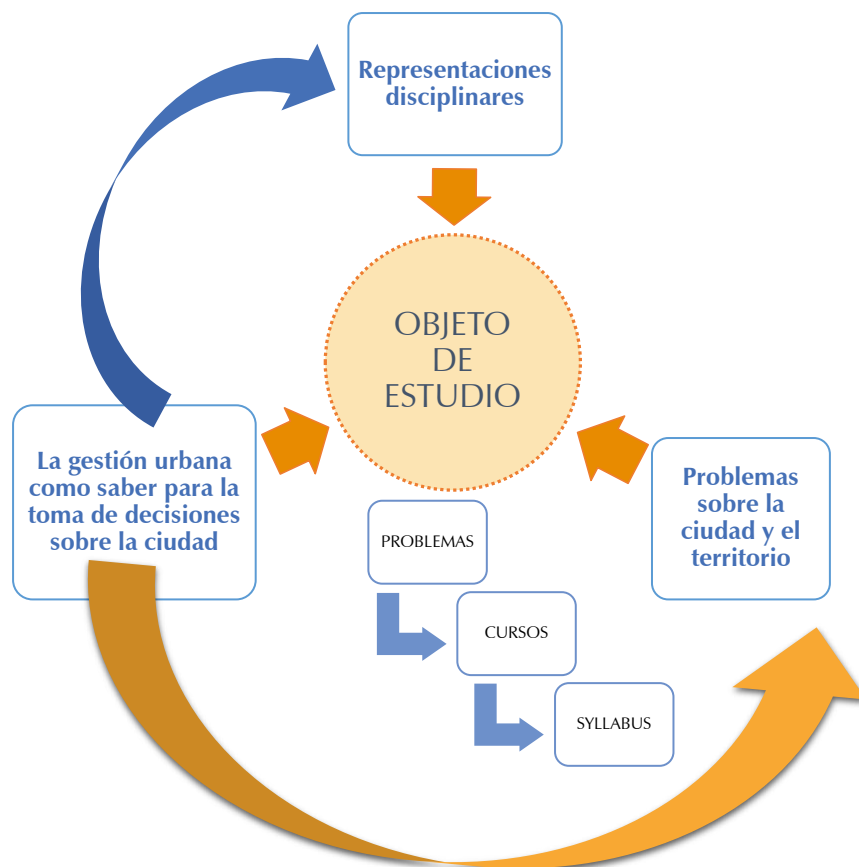 Representaciones
disciplinares
OBJETO
DE
ESTUDIO
La gestión urbana
como saber para la
toma de decisiones
sobre la ciudad
Problemas
sobre la
ciudad y el
territorio
PROBLEMAS
CURSOS
SYLLABUS